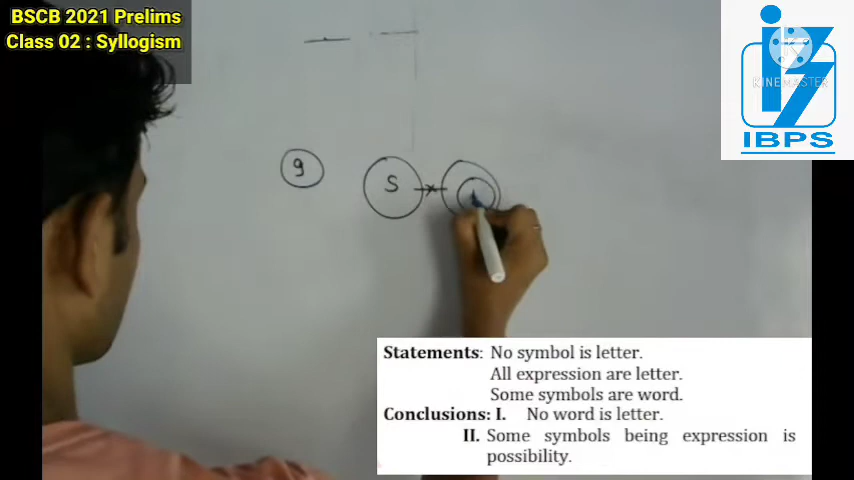 BSCB 2021 Prelims
Class 02 : Syllogism
KINEMASTER
IBPS
9
S
Statements: No symbol is letter.
All expression are letter.
Some symbols are word.
Conclusions: I. No word is letter.
II. Some symbols being expression is
possibility.